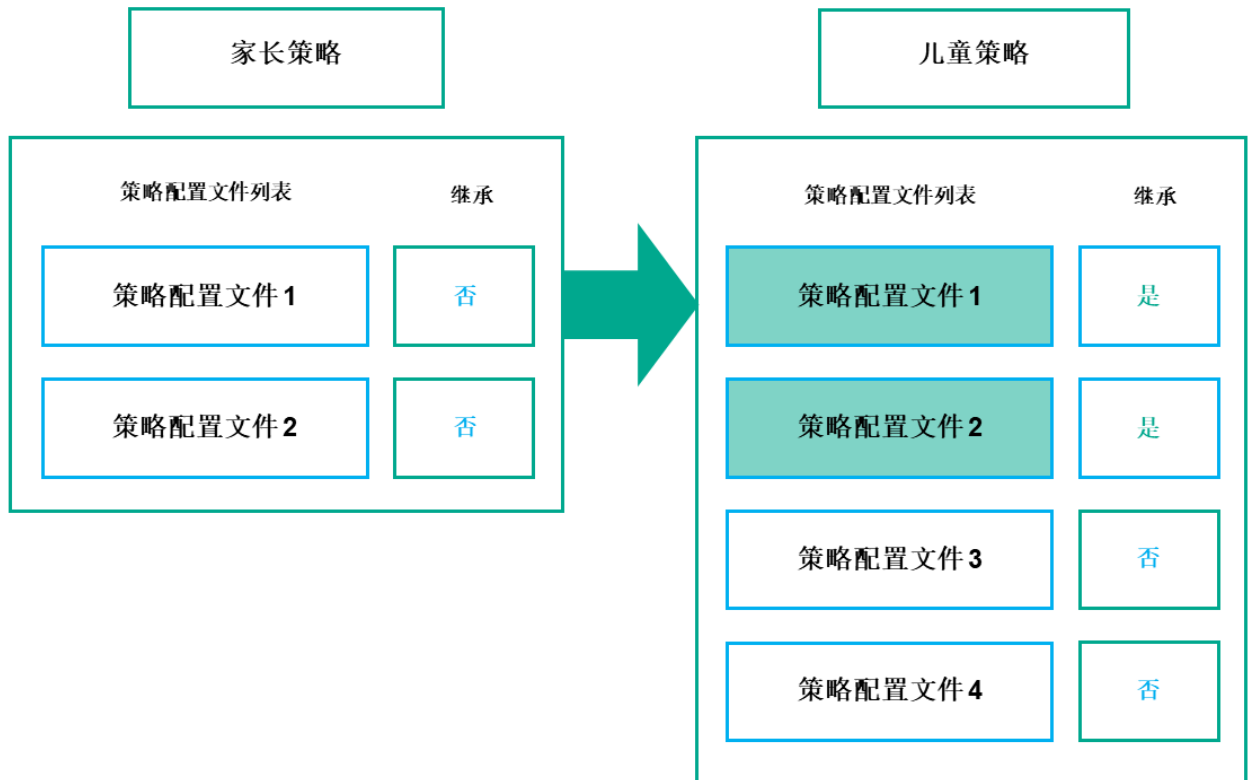 家长策略
策略配置文件列表 继承
策略配置文件1 否
策略配置文件2 否
儿童策略
策略配置文件列表 继承
策略配置文件1 是
策略配置文件2 是
策略配置文件3 否
策略配置文件4 否